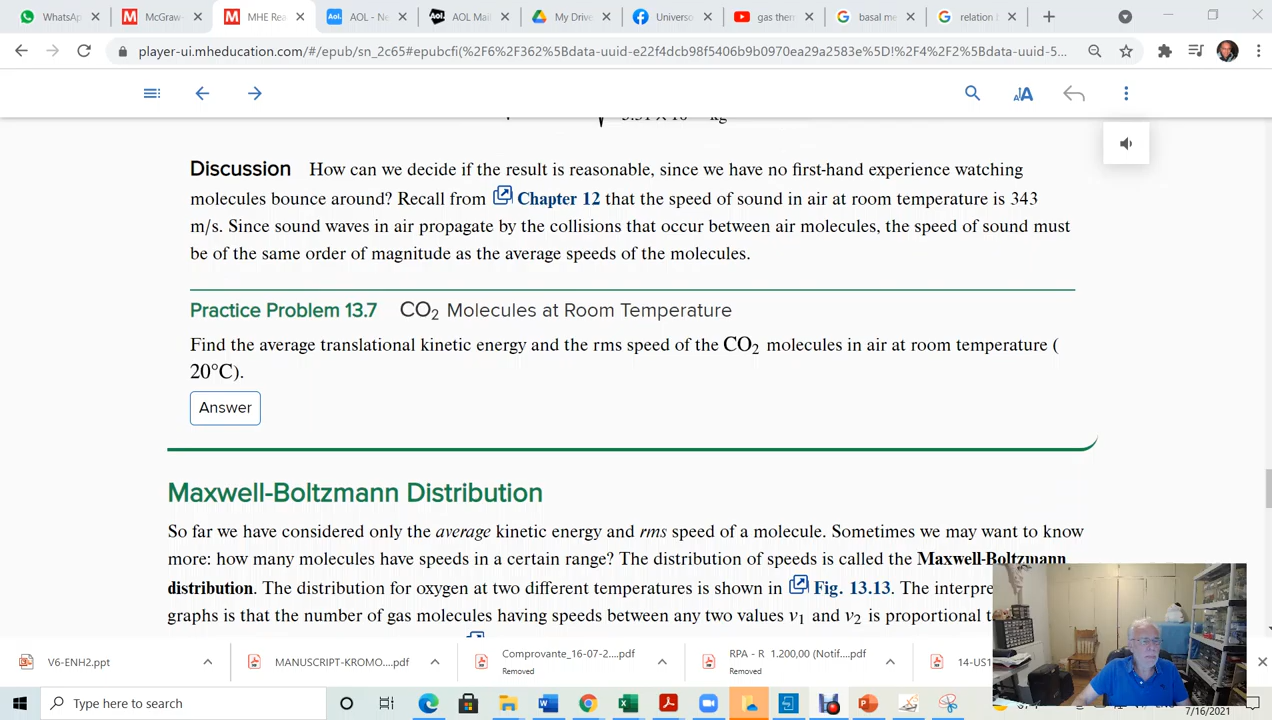 WhatsAp
McGraw-
MHE Rea
AOL - Ne
AOL Mai
My Drive
Universo
gas ther
basal me
relation
player-ui.mheducation.com/#/epub/sn_2c65#epubcfi(%2F6%2F362%5Bdata-uuid-e22f4dcb98f5406b9b0970ea29c2583e%5D!%2F4%2F2%5Bdata-uuid-5...
Discussion How can we decide if the result is reasonable, since we have no first-hand experience watching
molecules bounce around? Recall from Chapter 12 that the speed of sound in air at room temperature is 343
m/s. Since sound waves in air propagate by the collisions that occur between air molecules, the speed of sound must
be of the same order of magnitude as the average speeds of the molecules.
Practice Problem 13.7 CO2 Molecules at Room Temperature
Find the average translational kinetic energy and the rms speed of the CO2 molecules in air at room temperature (
20°C).
Answer
Maxwell-Boltzmann Distribution
So far we have considered only the average kinetic energy and rms speed of a molecule. Sometimes we may want to know
more: how many molecules have speeds in a certain range? The distribution of speeds is called the Maxwell-Boltzmann
distribution. The distribution for oxygen at two different temperatures is shown in Fig. 13.13. The interpre
graphs is that the number of gas molecules having speeds between any two values v1 and v2 is proportional t
V6-ENH2.ppt
MANUSCRIPT-KROMO....pdf
Comprovante_16-07-2....pdf
Removed
RPA - R 1.200,00 (Notif....pdf
Removed
14-US1
Type here to search
7/16/2021